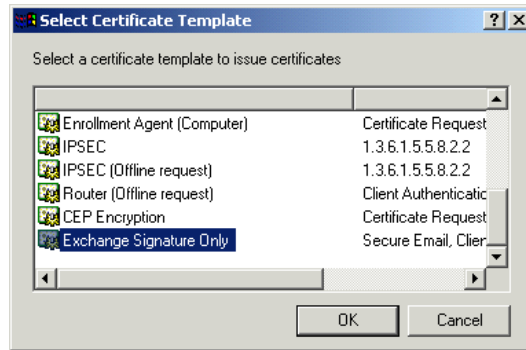 Select Certificate Template
Select a certificate template to issue certificates
Enrollment Agent (Computer) Certificate Request
IPSEC 1.3.6.1.5.5.8.2.2
IPSEC (Offline request) 1.3.6.1.5.5.8.2.2
Router (Offline request) Client Authenticatic
CEP Encryption Certificate Request
Exchange Signature Only Secure Email, Clier
OK Cancel